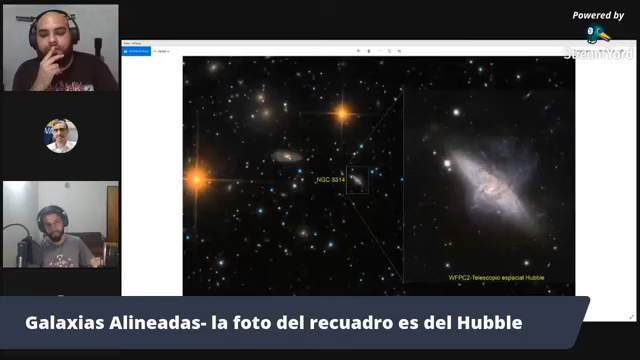 Powered by
StreamYard
NGC 3314
WFPC2-Telescopio espacial Hubble
Galaxias Alineadas- la foto del recuadro es del Hubble